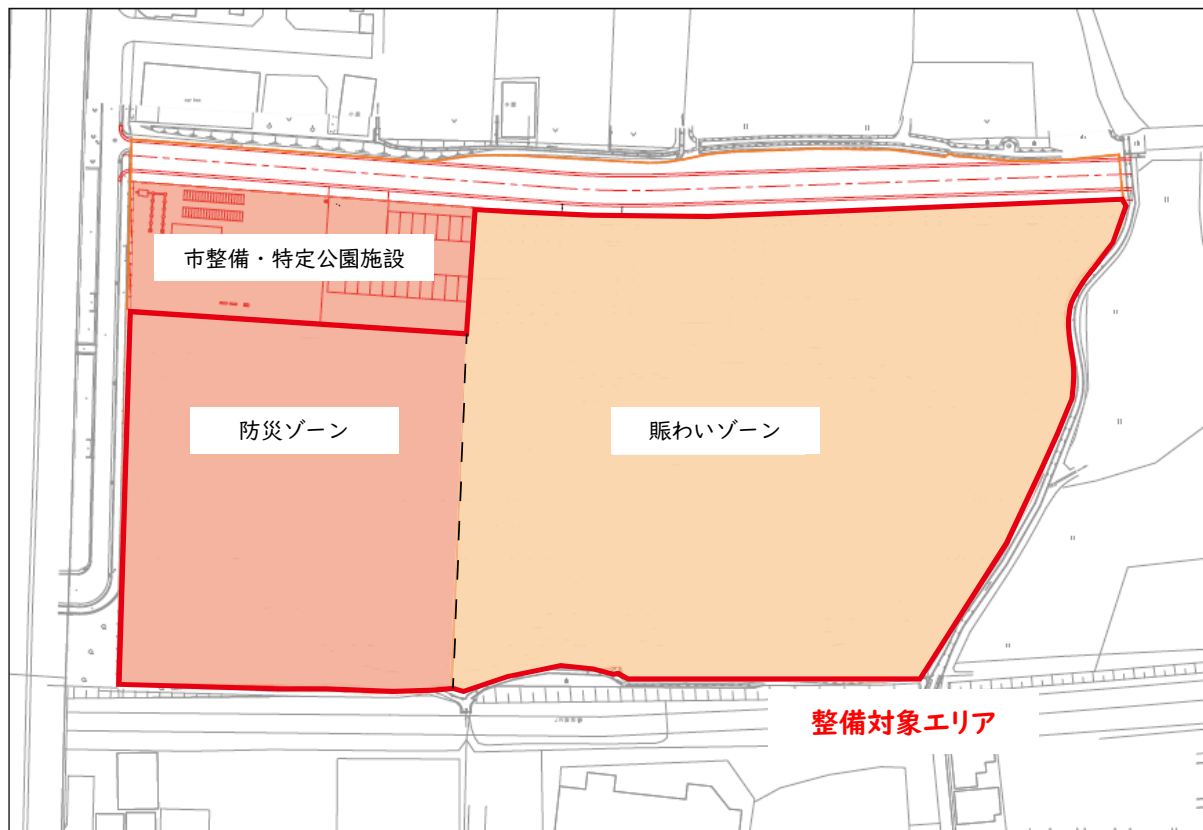 市整備・特定公園施設
防災ゾーン
賑わいゾーン
整備対象エリア